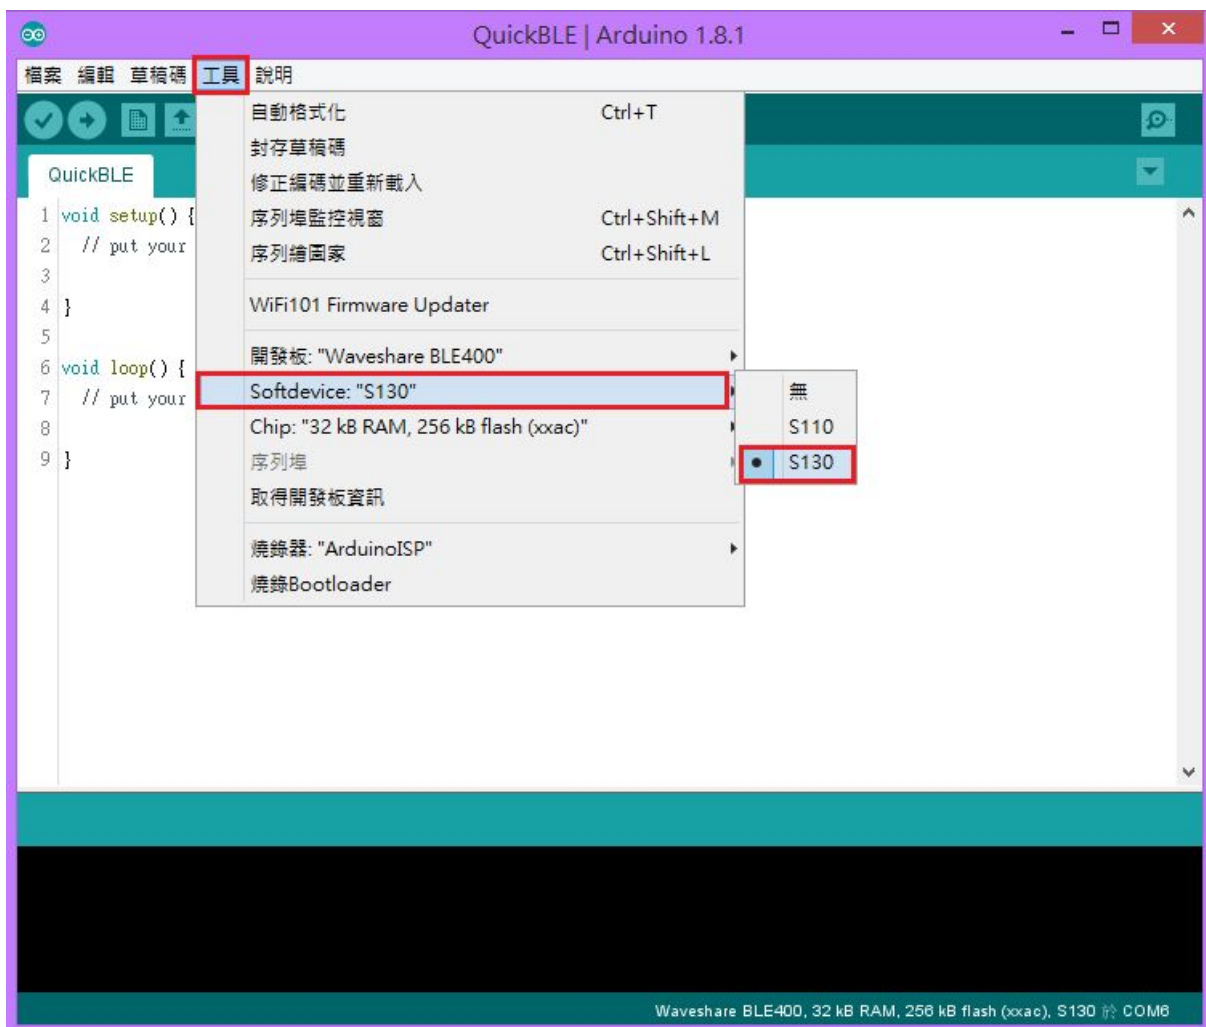 QuickBLE | Arduino 1.8.1
檔案 編輯 草稿碼 工具 說明
自動格式化 Ctrl+T
封存草稿碼
修正編碼並重新載入
序列埠監控視窗 Ctrl+Shift+M
序列繪圖家 Ctrl+Shift+L
WiFi101 Firmware Updater
開發板: "Waveshare BLE400"
Softdevice: "S130"
Chip: "32 kB RAM, 256 kB flash (xxac)"
序列埠
取得開發板資訊
燒錄器: "ArduinoISP"
燒錄Bootloader
無
S110
S130
QuickBLE
1 void setup() {
2 // put your
3
4 }
5
6 void loop() {
7 // put your
8
9 }
Waveshare BLE400, 32 kB RAM, 256 kB flash (xxac), S130 於 COM6